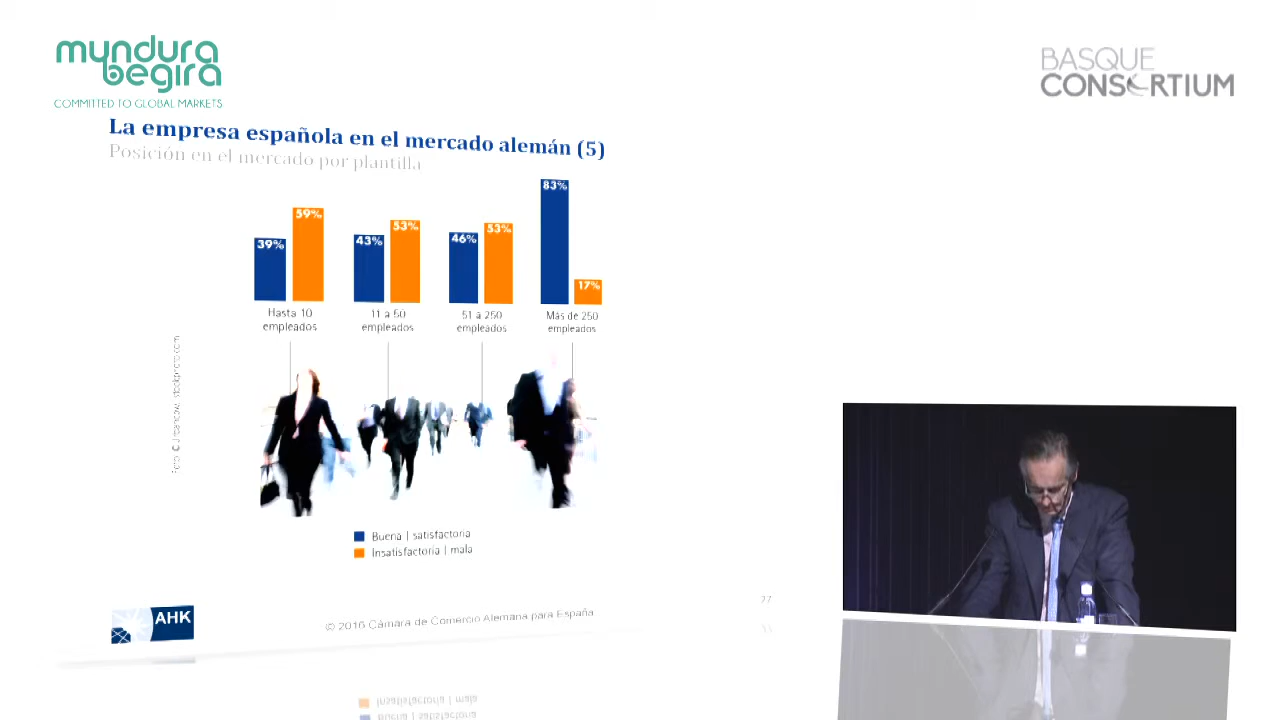 mundura
begira
COMMITTED TO GLOBAL MARKETS
BASQUE
CONSORTIUM
La empresa española en el mercado alemán (5)
Posición en el mercado por plantilla
39%
59%
43%
53%
46%
53%
83%
17%
Hasta 10
empleados
11 a 50
empleados
51 a 250
empleados
Más de 250
empleados
Buena | satisfactoria
Insatisfactoria | mala
AHK
© 2016 Cámara de Comercio Alemana para España
27